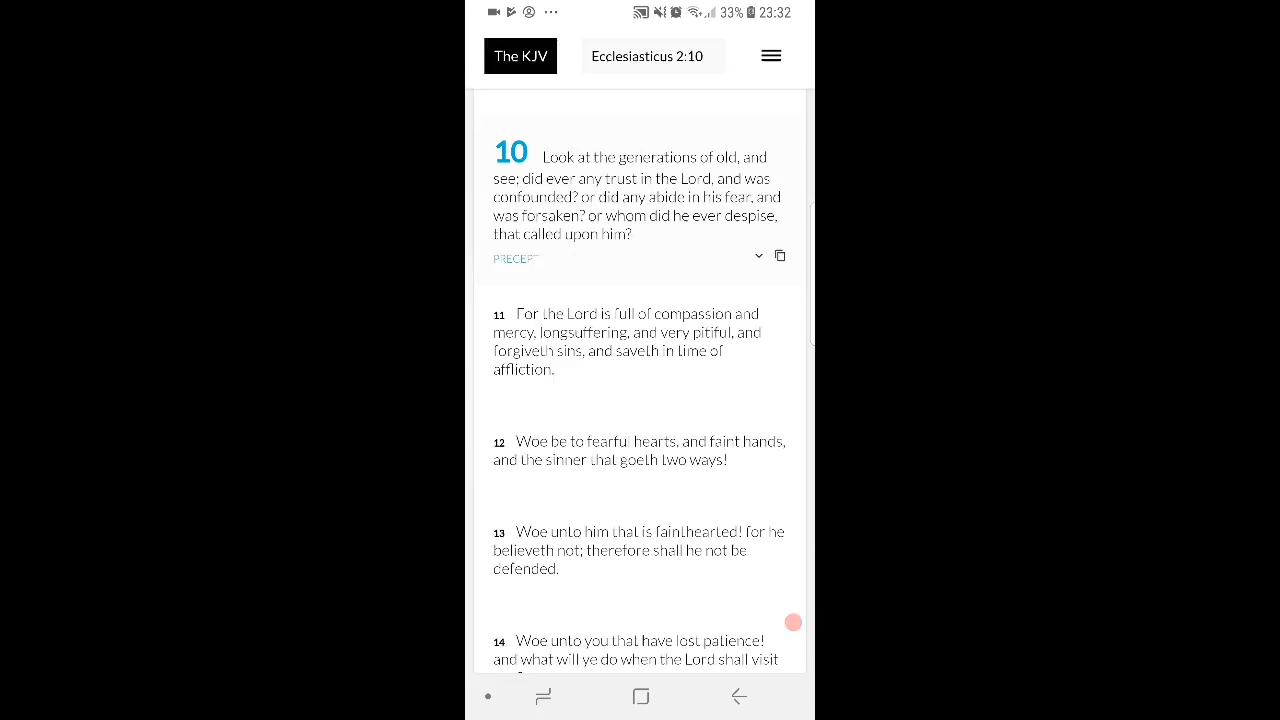 33% 23:32
The KJV
Ecclesiasticus 2:10
10 Look at the generations of old, and
see; did ever any trust in the Lord, and was
confounded? or did any abide in his fear, and
was forsaken? or whom did he ever despise,
that called upon him?
PRECEPT
11 For the Lord is full of compassion and
mercy, longsuffering, and very pitiful, and
forgiveth sins, and saveth in time of
affliction.
12 Woe be to fearful hearts, and faint hands,
and the sinner that goeth two ways!
13 Woe unto him that is fainthearted! for he
believeth not; therefore shall he not be
defended.
14 Woe unto you that have lost patience!
and what will ye do when the Lord shall visit